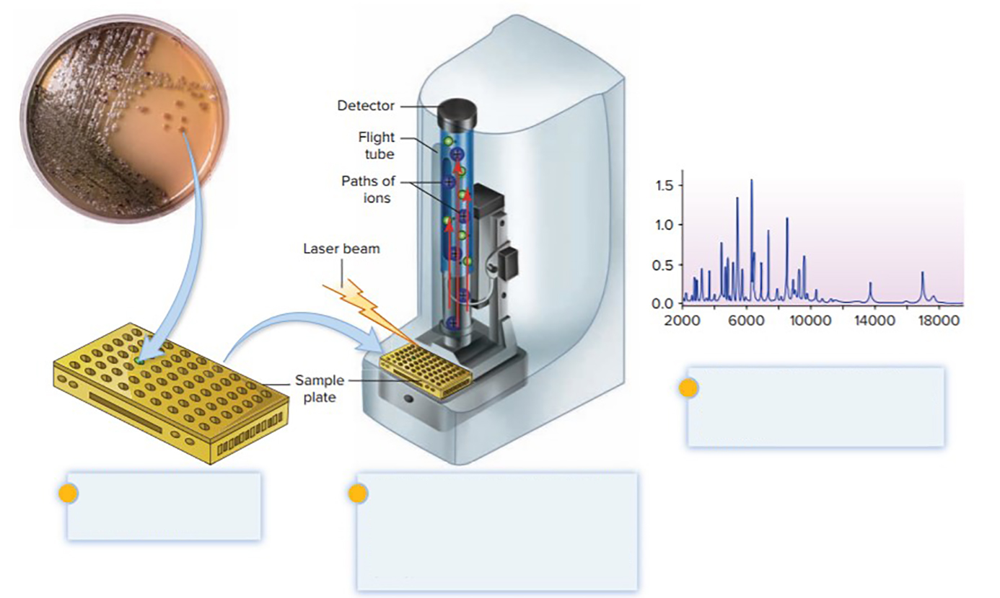 Detector
Flight
tube
Paths of
ions
Laser beam
Sample
plate
1.5
1.0
0.5
0.0
2000 6000 10000 14000 18000